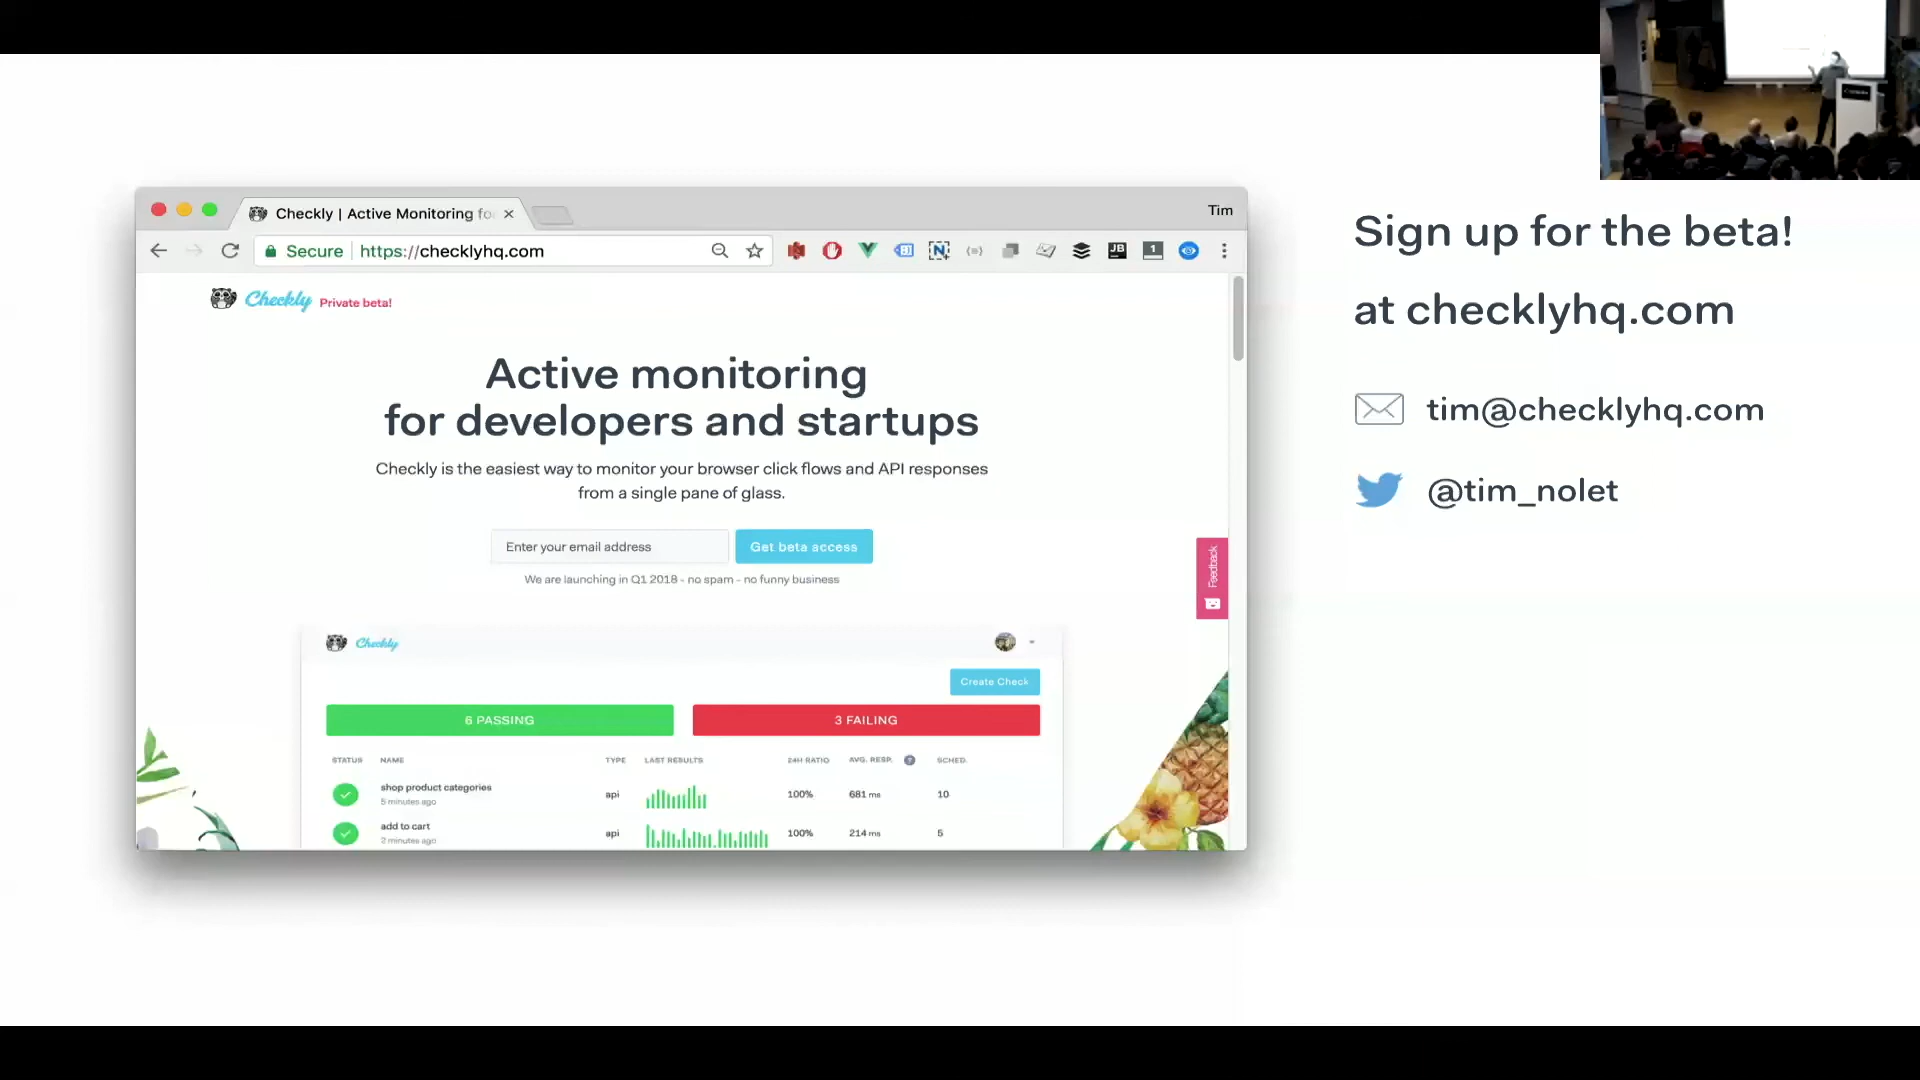 Checkly | Active Monitoring fo
Tim
Secure
https://checklyhq.com
JB
1
Checkly Private beta!
Active monitoring
for developers and startups
Checkly is the easiest way to monitor your browser click flows and API responses
from a single pane of glass.
Enter your email address
Get beta access
We are launching in Q1 2018 - no spam - no funny business
Feedback
Checkly
Create Check
6 PASSING
3 FAILING
STATUS NAME TYPE LAST RESULTS 24H RATIO AVG. RESP. ? SCHED.
shop product categories
5 minutes ago
api 100% 681 ms 10
add to cart
2 minutes ago
api 100% 214 ms 5
Sign up for the beta!
at checklyhq.com
tim@checklyhq.com
@tim_nolet